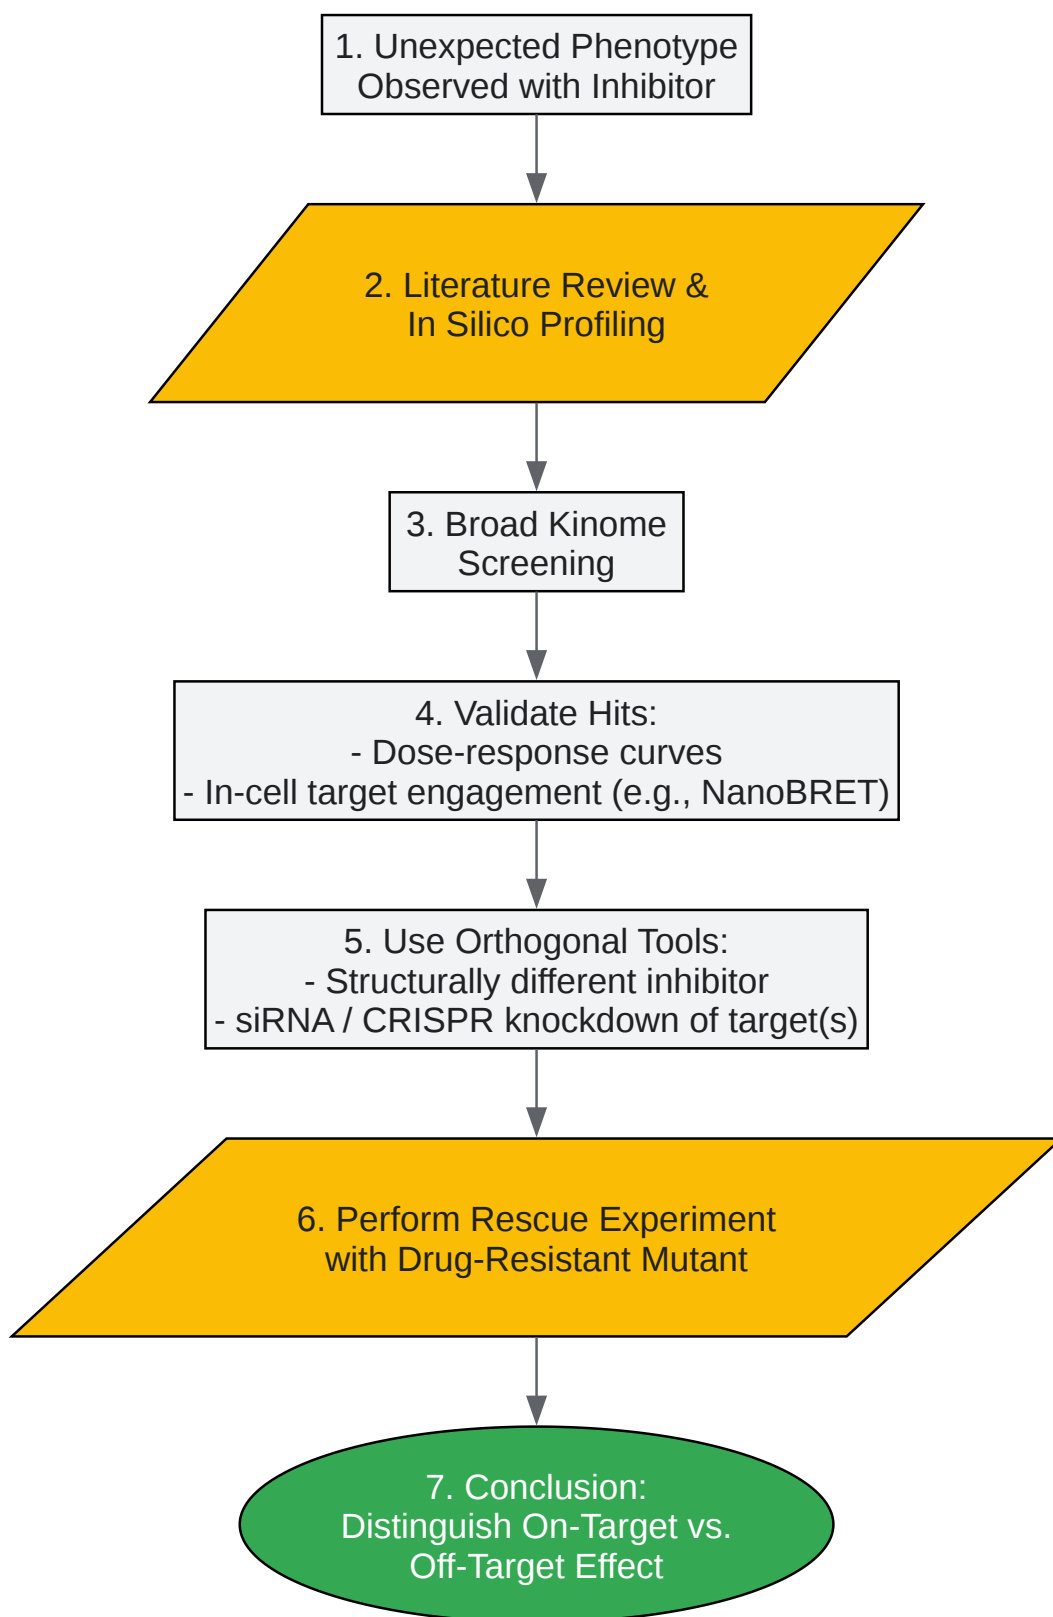 1. Unexpected Phenotype
Observed with Inhibitor
2. Literature Review &
In Silico Profiling
3. Broad Kinome
Screening
4. Validate Hits:
- Dose-response curves
- In-cell target engagement (e.g., NanoBRET)
5. Use Orthogonal Tools:
- Structurally different inhibitor
- siRNA / CRISPR knockdown of target(s)
6. Perform Rescue Experiment
with Drug-Resistant Mutant
7. Conclusion:
Distinguish On-Target vs.
Off-Target Effect